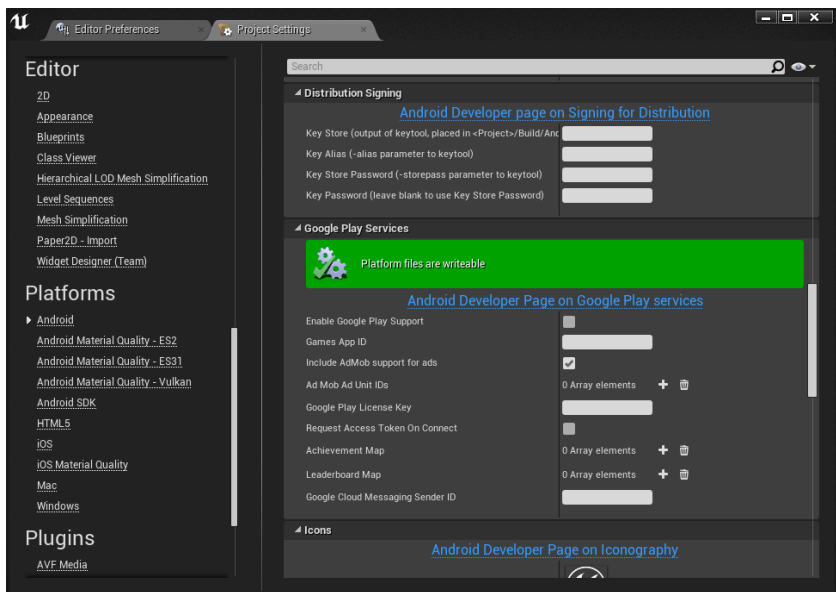 Editor Preferences
Project Settings
Editor
2D
Appearance
Blueprints
Class Viewer
Hierarchical LOD Mesh Simplification
Level Sequences
Mesh Simplification
Paper2D - Import
Widget Designer (Team)
Platforms
Android
Android Material Quality - ES2
Android Material Quality - ES31
Android Material Quality - Vulkan
Android SDK
HTML5
iOS
iOS Material Quality
Mac
Windows
Plugins
AVF Media
Search
Distribution Signing
Android Developer page on Signing for Distribution
Key Store (output of keytool, placed in <Project>/Build/And
Key Alias (-alias parameter to keytool)
Key Store Password (-storepass parameter to keytool)
Key Password (leave blank to use Key Store Password)
Google Play Services
Platform files are writeable
Android Developer Page on Google Play services
Enable Google Play Support
Games App ID
Include AdMob support for ads
Ad Mob Ad Unit IDs 0 Array elements
Google Play License Key
Request Access Token On Connect
Achievement Map 0 Array elements
Leaderboard Map 0 Array elements
Google Cloud Messaging Sender ID
Icons
Android Developer Page on Iconography